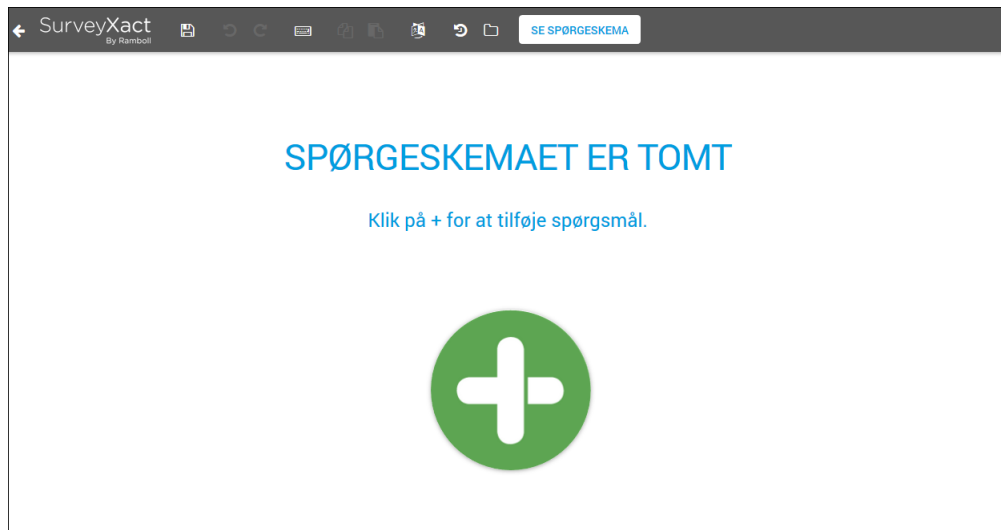 SurveyXact
By Ramboll
SE SPØRGESKEMA
SPØRGESKEMAET ER TOMT
Klik på + for at tilføje spørgsmål.